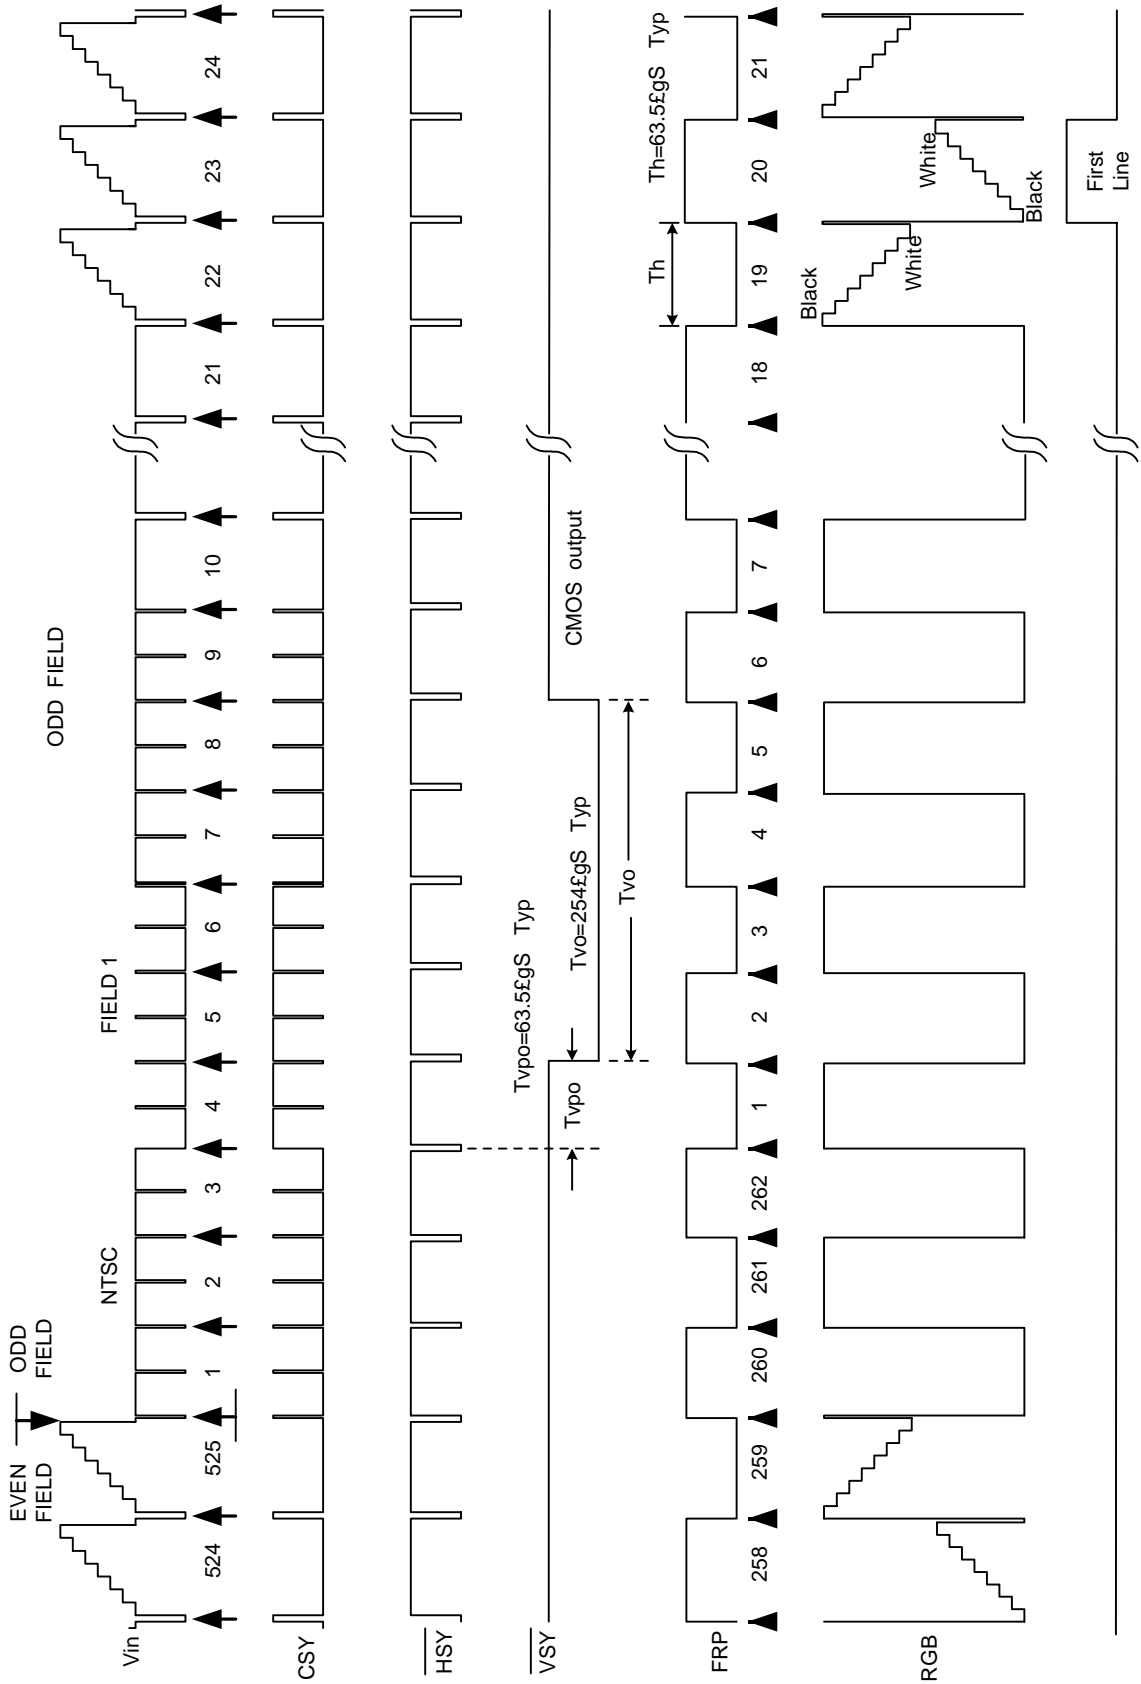 ODD FIELD
EVEN FIELD
ODD FIELD
NTSC
FIELD 1
Vin
524
525
1
2
3
4
5
6
7
8
9
10
21
22
23
24
CSY
HSY
VSY
Tvpo=63.5£gS Typ
Tvpo
Tvo=254£gS Typ
CMOS output
Tvo
Th
Th=63.5£gS Typ
FRP
258
259
260
261
262
1
2
3
4
5
6
7
18
19
20
21
RGB
Black
White
White
Black
First Line